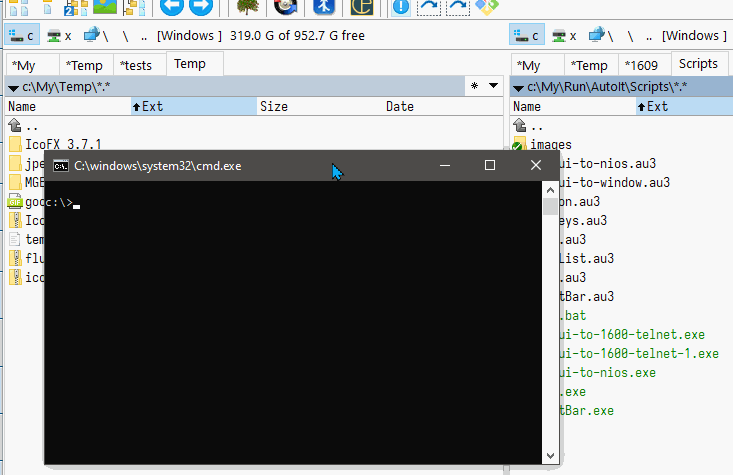 c x \ .. [Windows ] 319.0 G of 952.7 G free
c x \ .. [Windows ]
*My *Temp *tests Temp
*My *Temp *1609 Scripts
c:\My\Temp\*.* * 
c:\My\Run\AutoIt\Scripts\*.*
Name Ext Size Date
Name Ext
..
IcoFX 3.7.1
jpe
MGE
goo
Ico
tem
flu
ico
C:\windows\system32\cmd.exe
c:\>
..
images
ui-to-nios.au3
ui-to-window.au3
on.au3
eys.au3
.au3
List.au3
.au3
tBar.au3
.bat
ui-to-1600-telnet.exe
ui-to-1600-telnet-1.exe
ui-to-nios.exe
.exe
tBar.exe